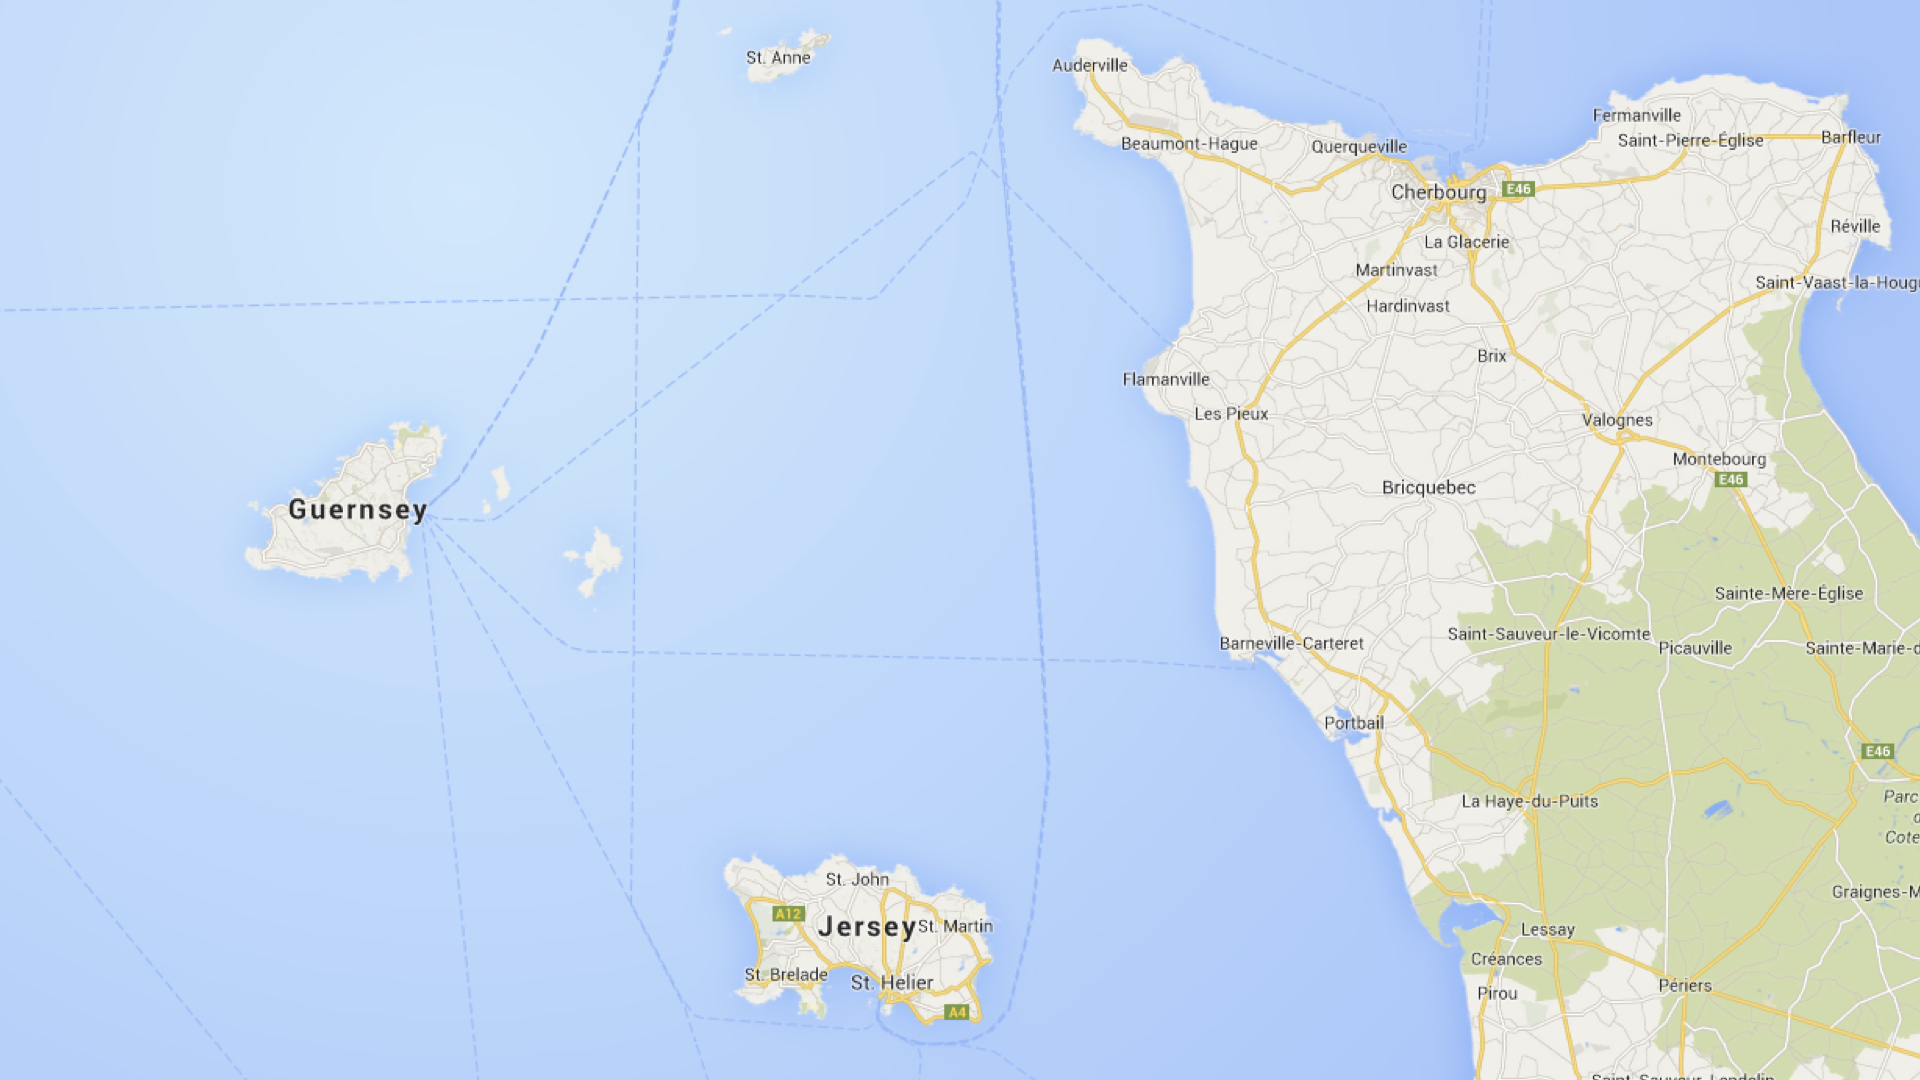 St. Anne
Auderville
Fermanville
Beaumont-Hague
Querqueville
Saint-Pierre-Église
Barfleur
Cherbourg
E46
Réville
La Glacerie
Martinvast
Saint-Vaast-la-Houg
Hardinvast
Brix
Flamanville
Les Pieux
Valognes
Montebourg
E46
Bricquebec
Guernsey
Sainte-Mère-Église
Barneville-Carteret
Saint-Sauveur-le-Vicomte
Picauville
Sainte-Marie-d
Portbail
E46
La Haye-du-Puits
Parc
d
Cote
St. John
Graignes-M
A12
Jersey
St. Martin
Lessay
Créances
St. Brelade
St. Helier
Périers
Pirou
A4
Saint-Sauveur-Lendelin